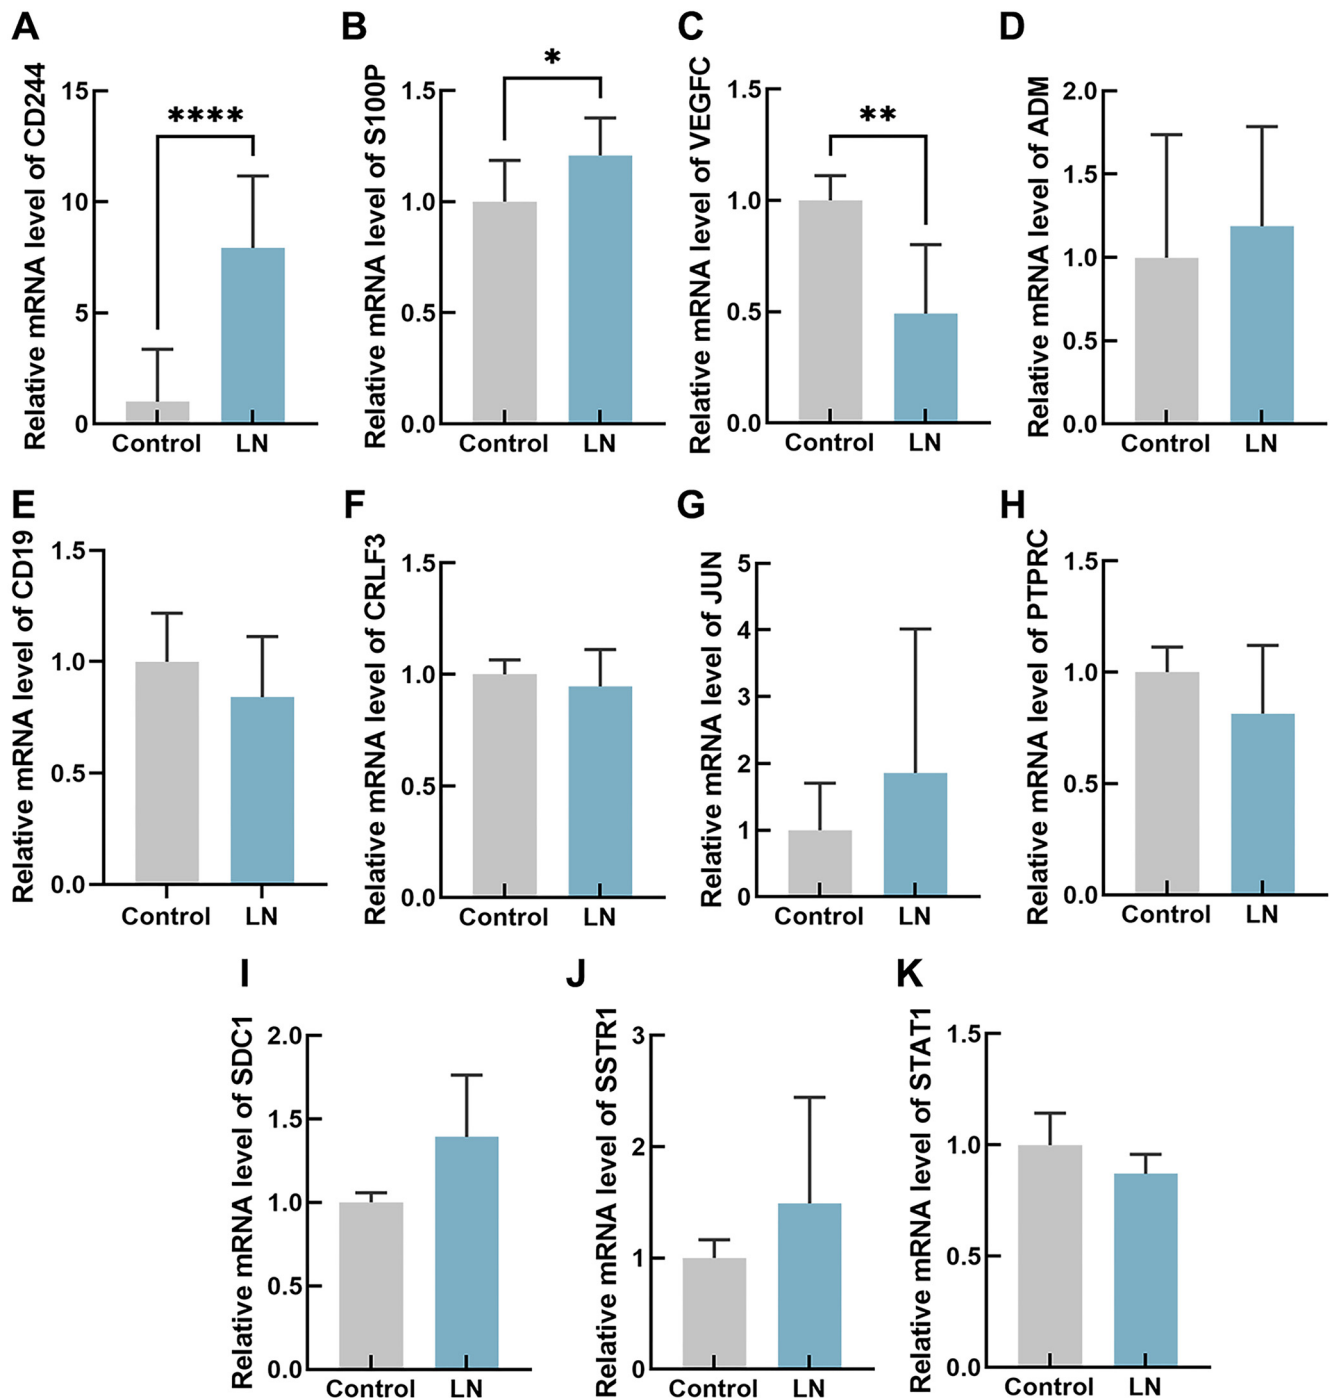 A
Relative mRNA level of CD244
15
10
5
0
****
Control
LN
B
Relative mRNA level of S100P
1.5
1.0
0.5
0.0
*
Control
LN
C
Relative mRNA level of VEGFC
1.5
1.0
0.5
0.0
**
Control
LN
D
Relative mRNA level of ADM
2.0
1.5
1.0
0.5
0.0
Control
LN
E
Relative mRNA level of CD19
1.5
1.0
0.5
0.0
Control
LN
F
Relative mRNA level of CRLF3
1.5
1.0
0.5
0.0
Control
LN
G
Relative mRNA level of JUN
5
4
3
2
1
0
Control
LN
H
Relative mRNA level of PTPRC
1.5
1.0
0.5
0.0
Control
LN
I
Relative mRNA level of SDC1
2.0
1.5
1.0
0.5
0.0
Control
LN
J
Relative mRNA level of SSTR1
3
2
1
0
Control
LN
K
Relative mRNA level of STAT1
1.5
1.0
0.5
0.0
Control
LN